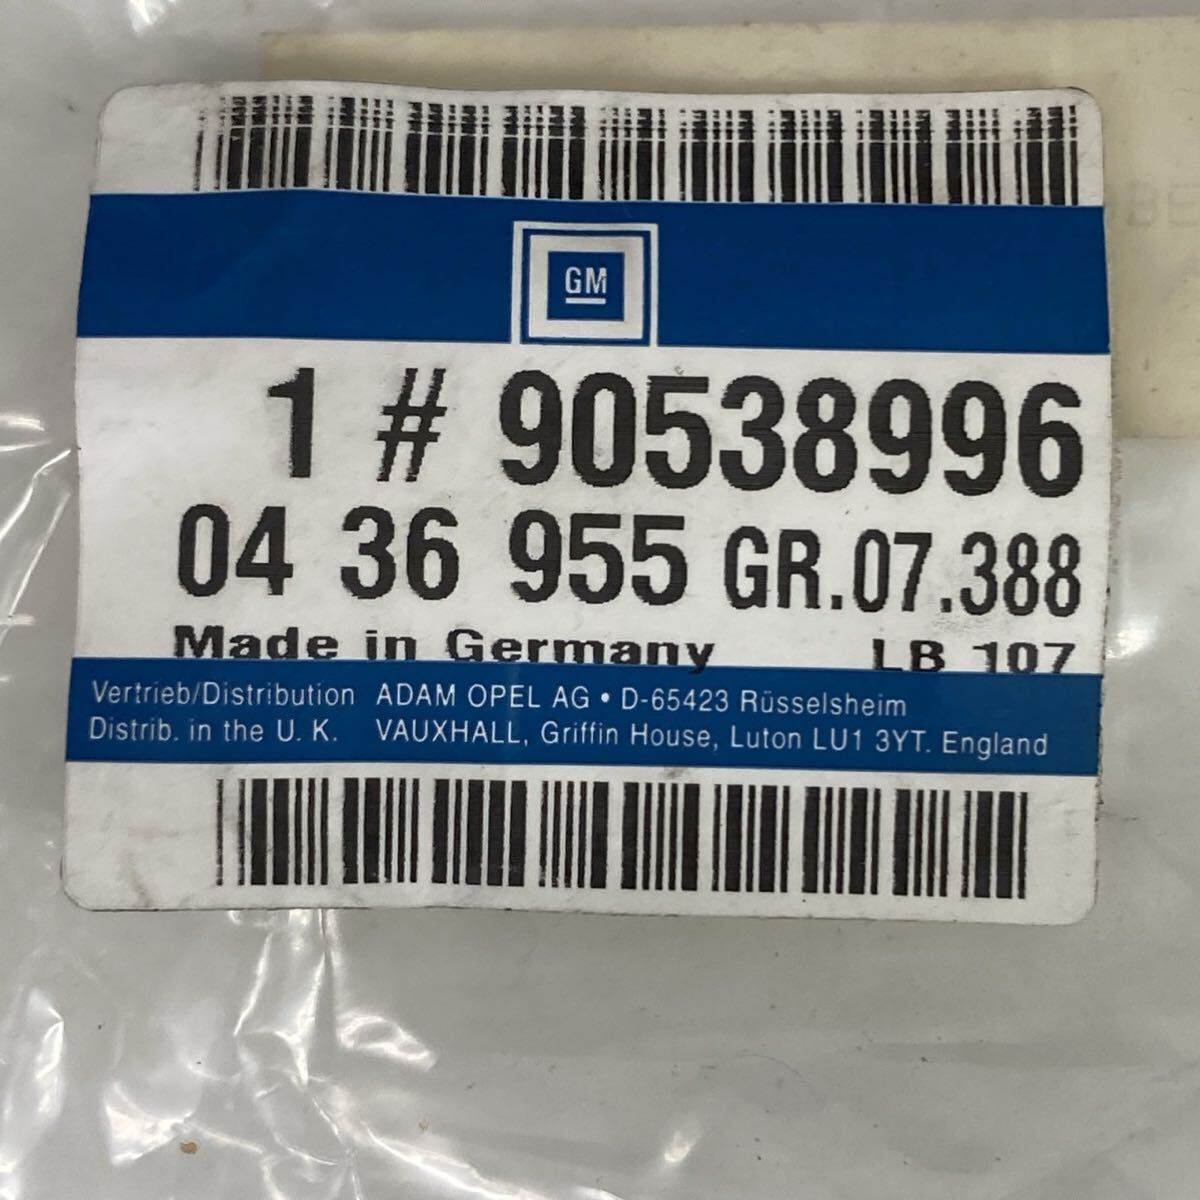 GM
1 # 90538996
04 36 955 GR.07.388
Made in Germany LB 107
Vertrieb/Distribution ADAM OPEL AG • D-65423 Rüsselsheim
Distrib. in the U. K. VAUXHALL, Griffin House, Luton LU1 3YT. England